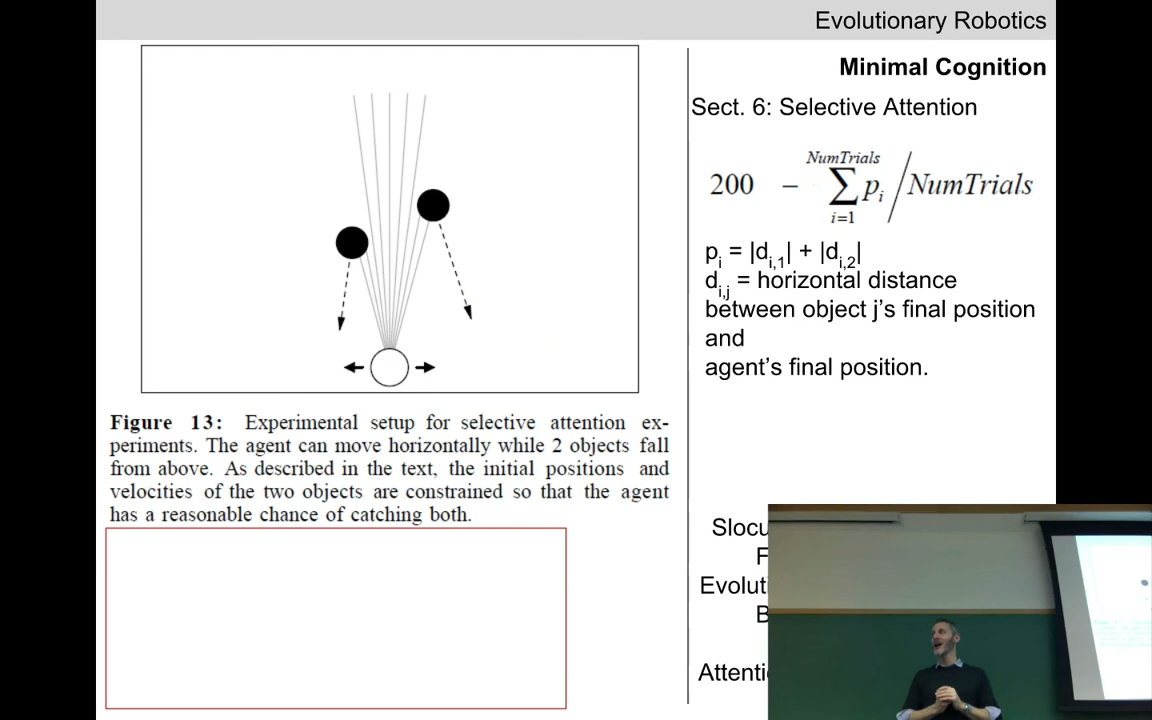 Evolutionary Robotics
Minimal Cognition
Sect. 6: Selective Attention
200 - NumTrials ∑ i=1 p_i / NumTrials
p_i = |d_i,1| + |d_i,2|
d_i,j = horizontal distance
between object j's final position
and
agent's final position.
Figure 13: Experimental setup for selective attention ex-
periments. The agent can move horizontally while 2 objects fall
from above. As described in the text, the initial positions and
velocities of the two objects are constrained so that the agent
has a reasonable chance of catching both.
Slocu
F
Evoluti
B
Attentio